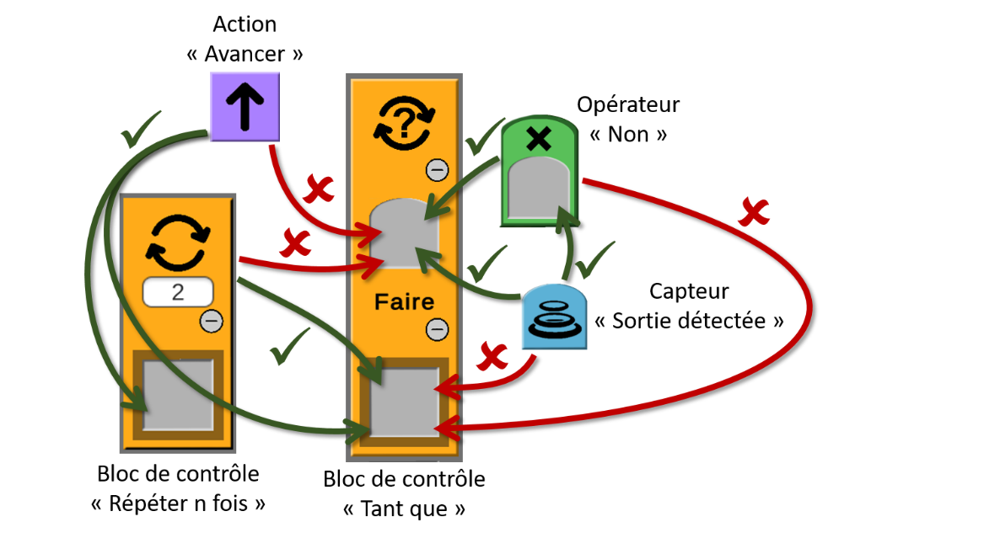 Action
« Avancer »
Opérateur
« Non »
?
2
Faire
Capteur
« Sortie détectée »
Bloc de contrôle
« Répéter n fois »
Bloc de contrôle
« Tant que »